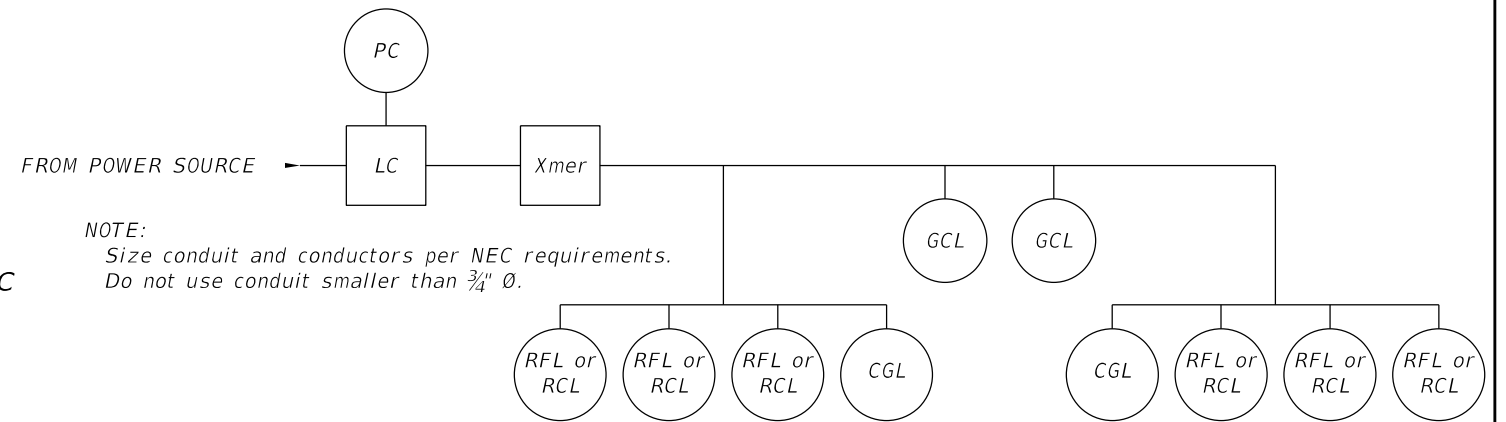 PC
FROM POWER SOURCE
LC
Xmer
NOTE:
Size conduit and conductors per NEC requirements.
Do not use conduit smaller than ¾" Ø.
C
GCL
GCL
RFL or
RCL
RFL or
RCL
RFL or
RCL
CGL
CGL
RFL or
RCL
RFL or
RCL
RFL or
RCL